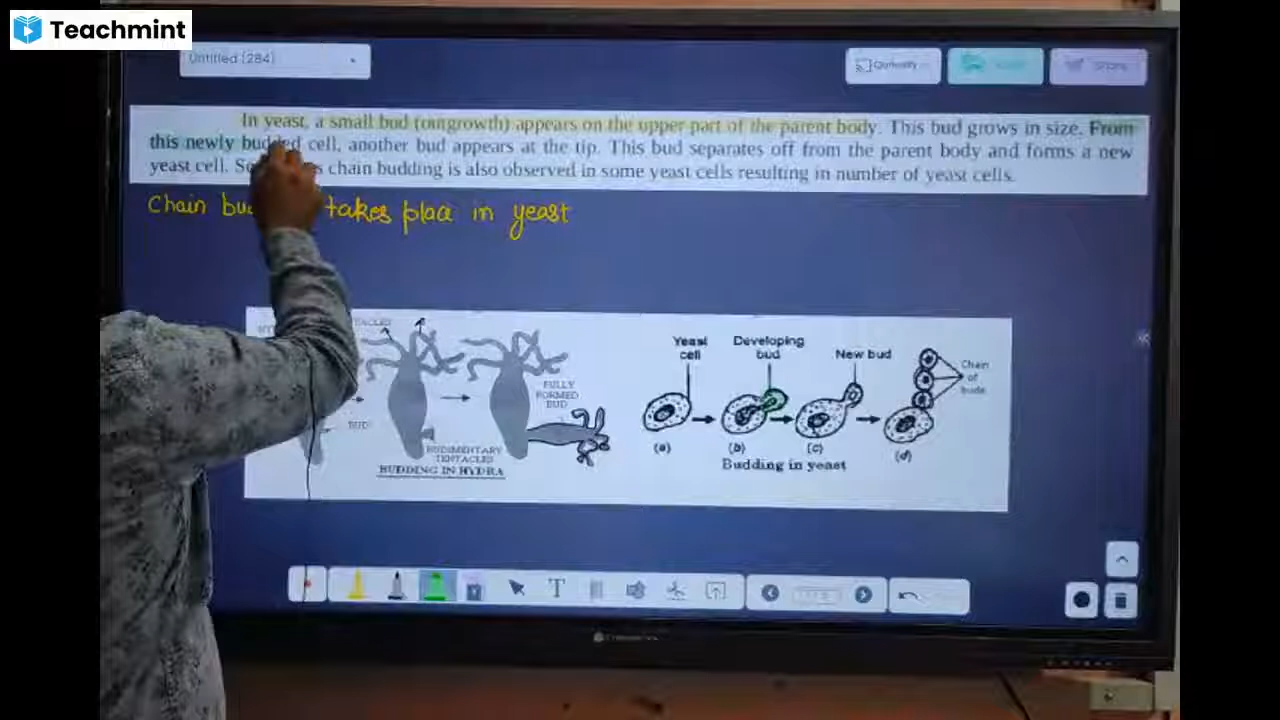 Teachmint
Untitled (284)
In yeast, a small bud (outgrowth) appears on the upper part of the parent body. This bud grows in size. From
this newly budded cell, another bud appears at the tip. This bud separates off from the parent body and forms a new
yeast cell. chain budding is also observed in some yeast cells resulting in number of yeast cells.
Chain takes place in yeast
BUD
RUDIMENTARY
TENTACLES
BUDDING IN HYDRA
FULLY
FORMED
BUD
Yeast
cell
Developing
bud
New bud
Chain
of
buds
(a)
(b)
(c)
(d)
Budding in yeast
T